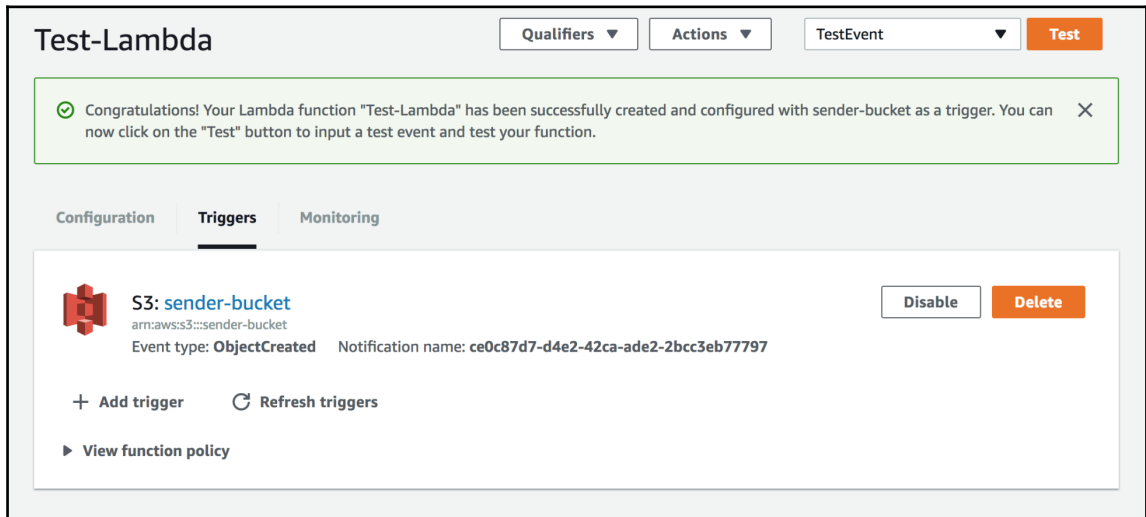 Test-Lambda
Qualifiers
Actions
TestEvent
Test
Congratulations! Your Lambda function "Test-Lambda" has been successfully created and configured with sender-bucket as a trigger. You can
now click on the "Test" button to input a test event and test your function.
Configuration
Triggers
Monitoring
S3: sender-bucket
arn:aws:s3:::sender-bucket
Event type: ObjectCreated Notification name: ce0c87d7-d4e2-42ca-ade2-2bcc3eb77797
Disable
Delete
Add trigger
Refresh triggers
View function policy